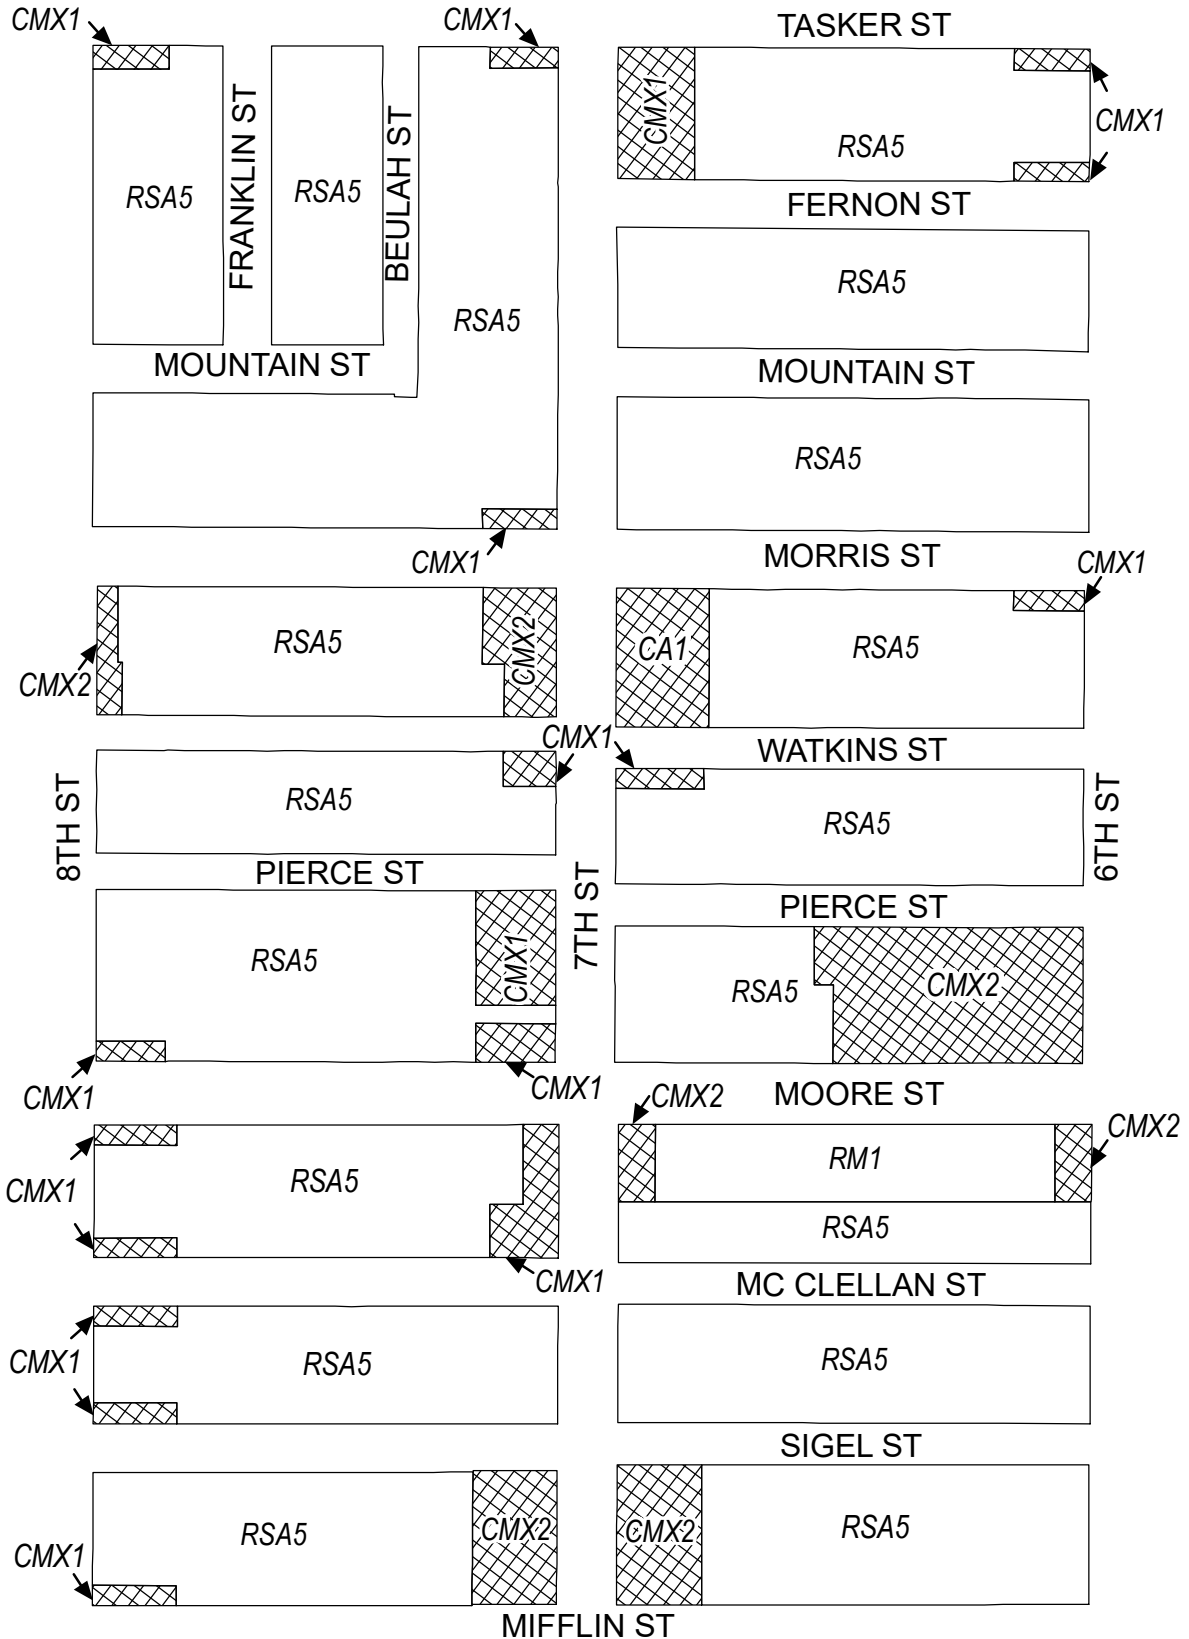 CMX1
CMX1
TASKER ST
CMX1
CMX1
FRANKLIN ST
BEULAH ST
RSA5
RSA5
RSA5
FERNON ST
RSA5
RSA5
MOUNTAIN ST
MOUNTAIN ST
RSA5
CMX1
MORRIS ST
CMX1
CMX2
RSA5
CMX2
CA1
RSA5
CMX1
WATKINS ST
8TH ST
RSA5
RSA5
6TH ST
PIERCE ST
7TH ST
PIERCE ST
RSA5
CMX1
RSA5
CMX2
CMX1
CMX1
CMX2
MOORE ST
CMX2
CMX1
RSA5
RM1
RSA5
CMX1
MC CLELLAN ST
CMX1
RSA5
RSA5
SIGEL ST
CMX1
RSA5
CMX2
CMX2
RSA5
MIFFLIN ST